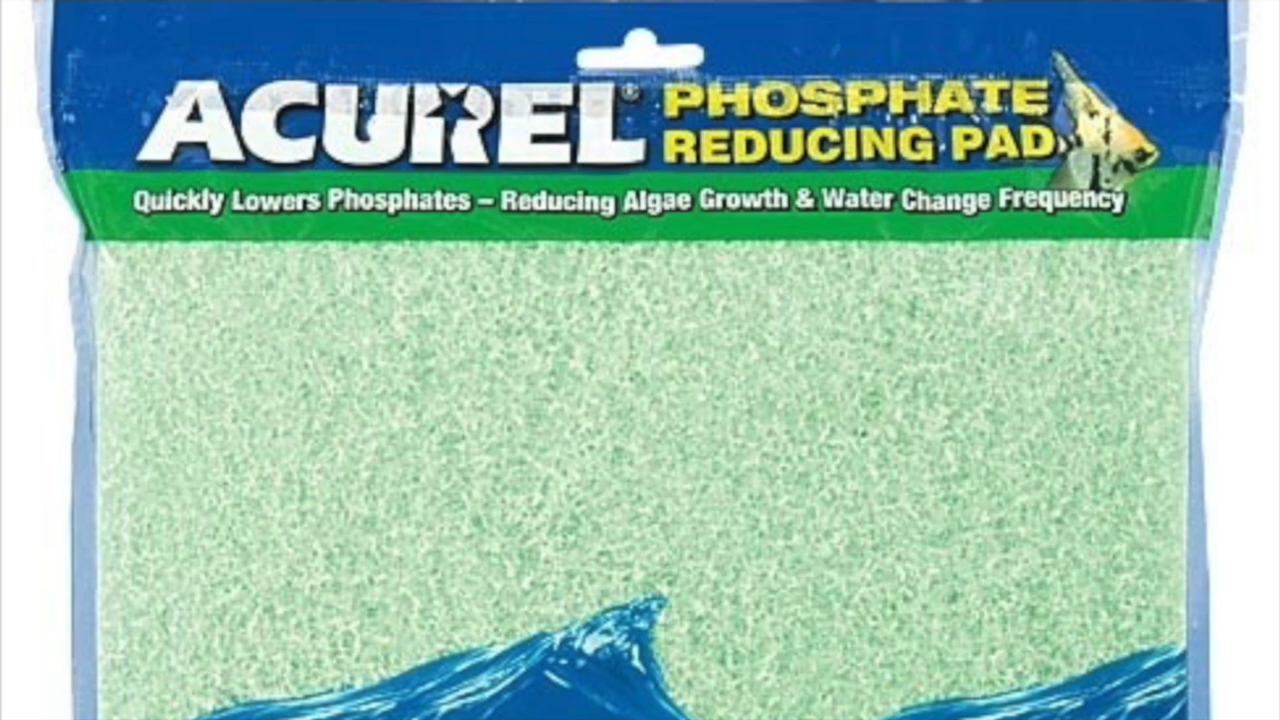 ACUREL®
PHOSPHATE
REDUCING PAD
Quickly Lowers Phosphates – Reducing Algae Growth & Water Change Frequency